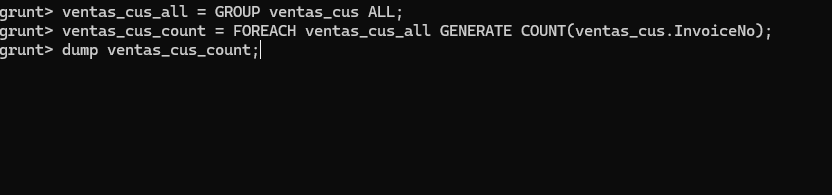 grunt> ventas_cus_all = GROUP ventas_cus ALL;
grunt> ventas_cus_count = FOREACH ventas_cus_all GENERATE COUNT(ventas_cus.InvoiceNo);
grunt> dump ventas_cus_count;